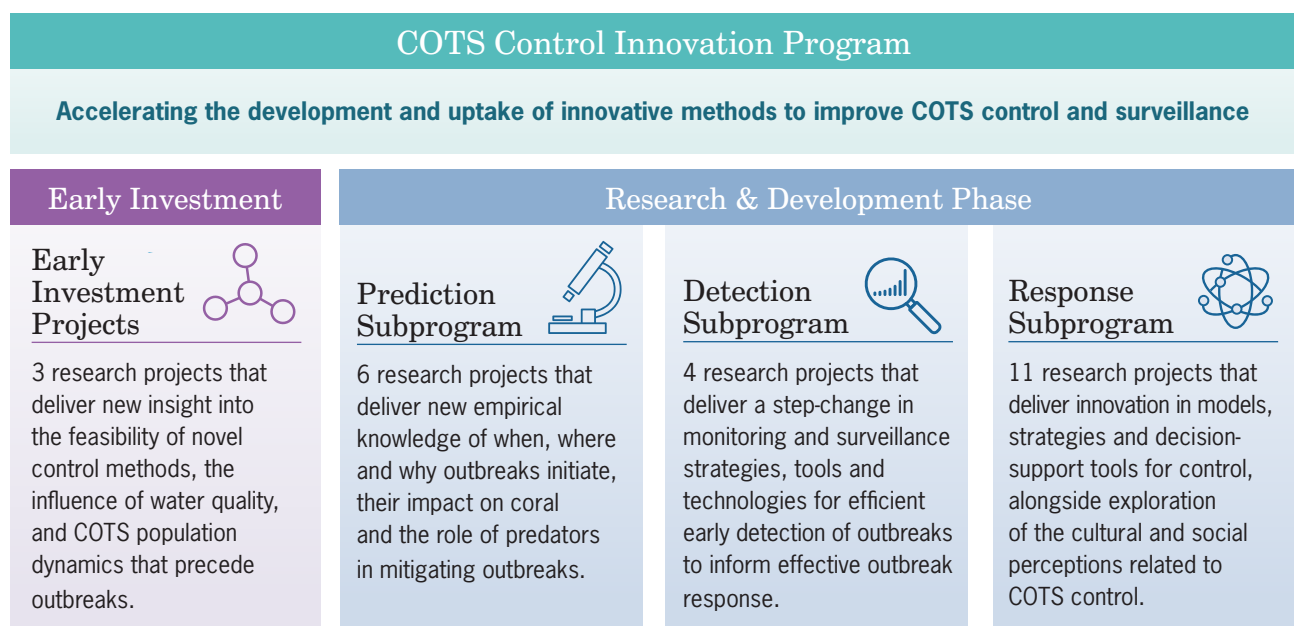 COTS Control Innovation Program
Accelerating the development and uptake of innovative methods to improve COTS control and surveillance
Early Investment
Research & Development Phase
Early
Investment
Projects
3 research projects that
deliver new insight into
the feasibility of novel
control methods, the
influence of water quality,
and COTS population
dynamics that precede
outbreaks.
Prediction
Subprogram
6 research projects that
deliver new empirical
knowledge of when, where
and why outbreaks initiate,
their impact on coral
and the role of predators
in mitigating outbreaks.
Detection
Subprogram
4 research projects that
deliver a step-change in
monitoring and surveillance
strategies, tools and
technologies for efficient
early detection of outbreaks
to inform effective outbreak
response.
Response
Subprogram
11 research projects that
deliver innovation in models,
strategies and decision-
support tools for control,
alongside exploration
of the cultural and social
perceptions related to
COTS control.